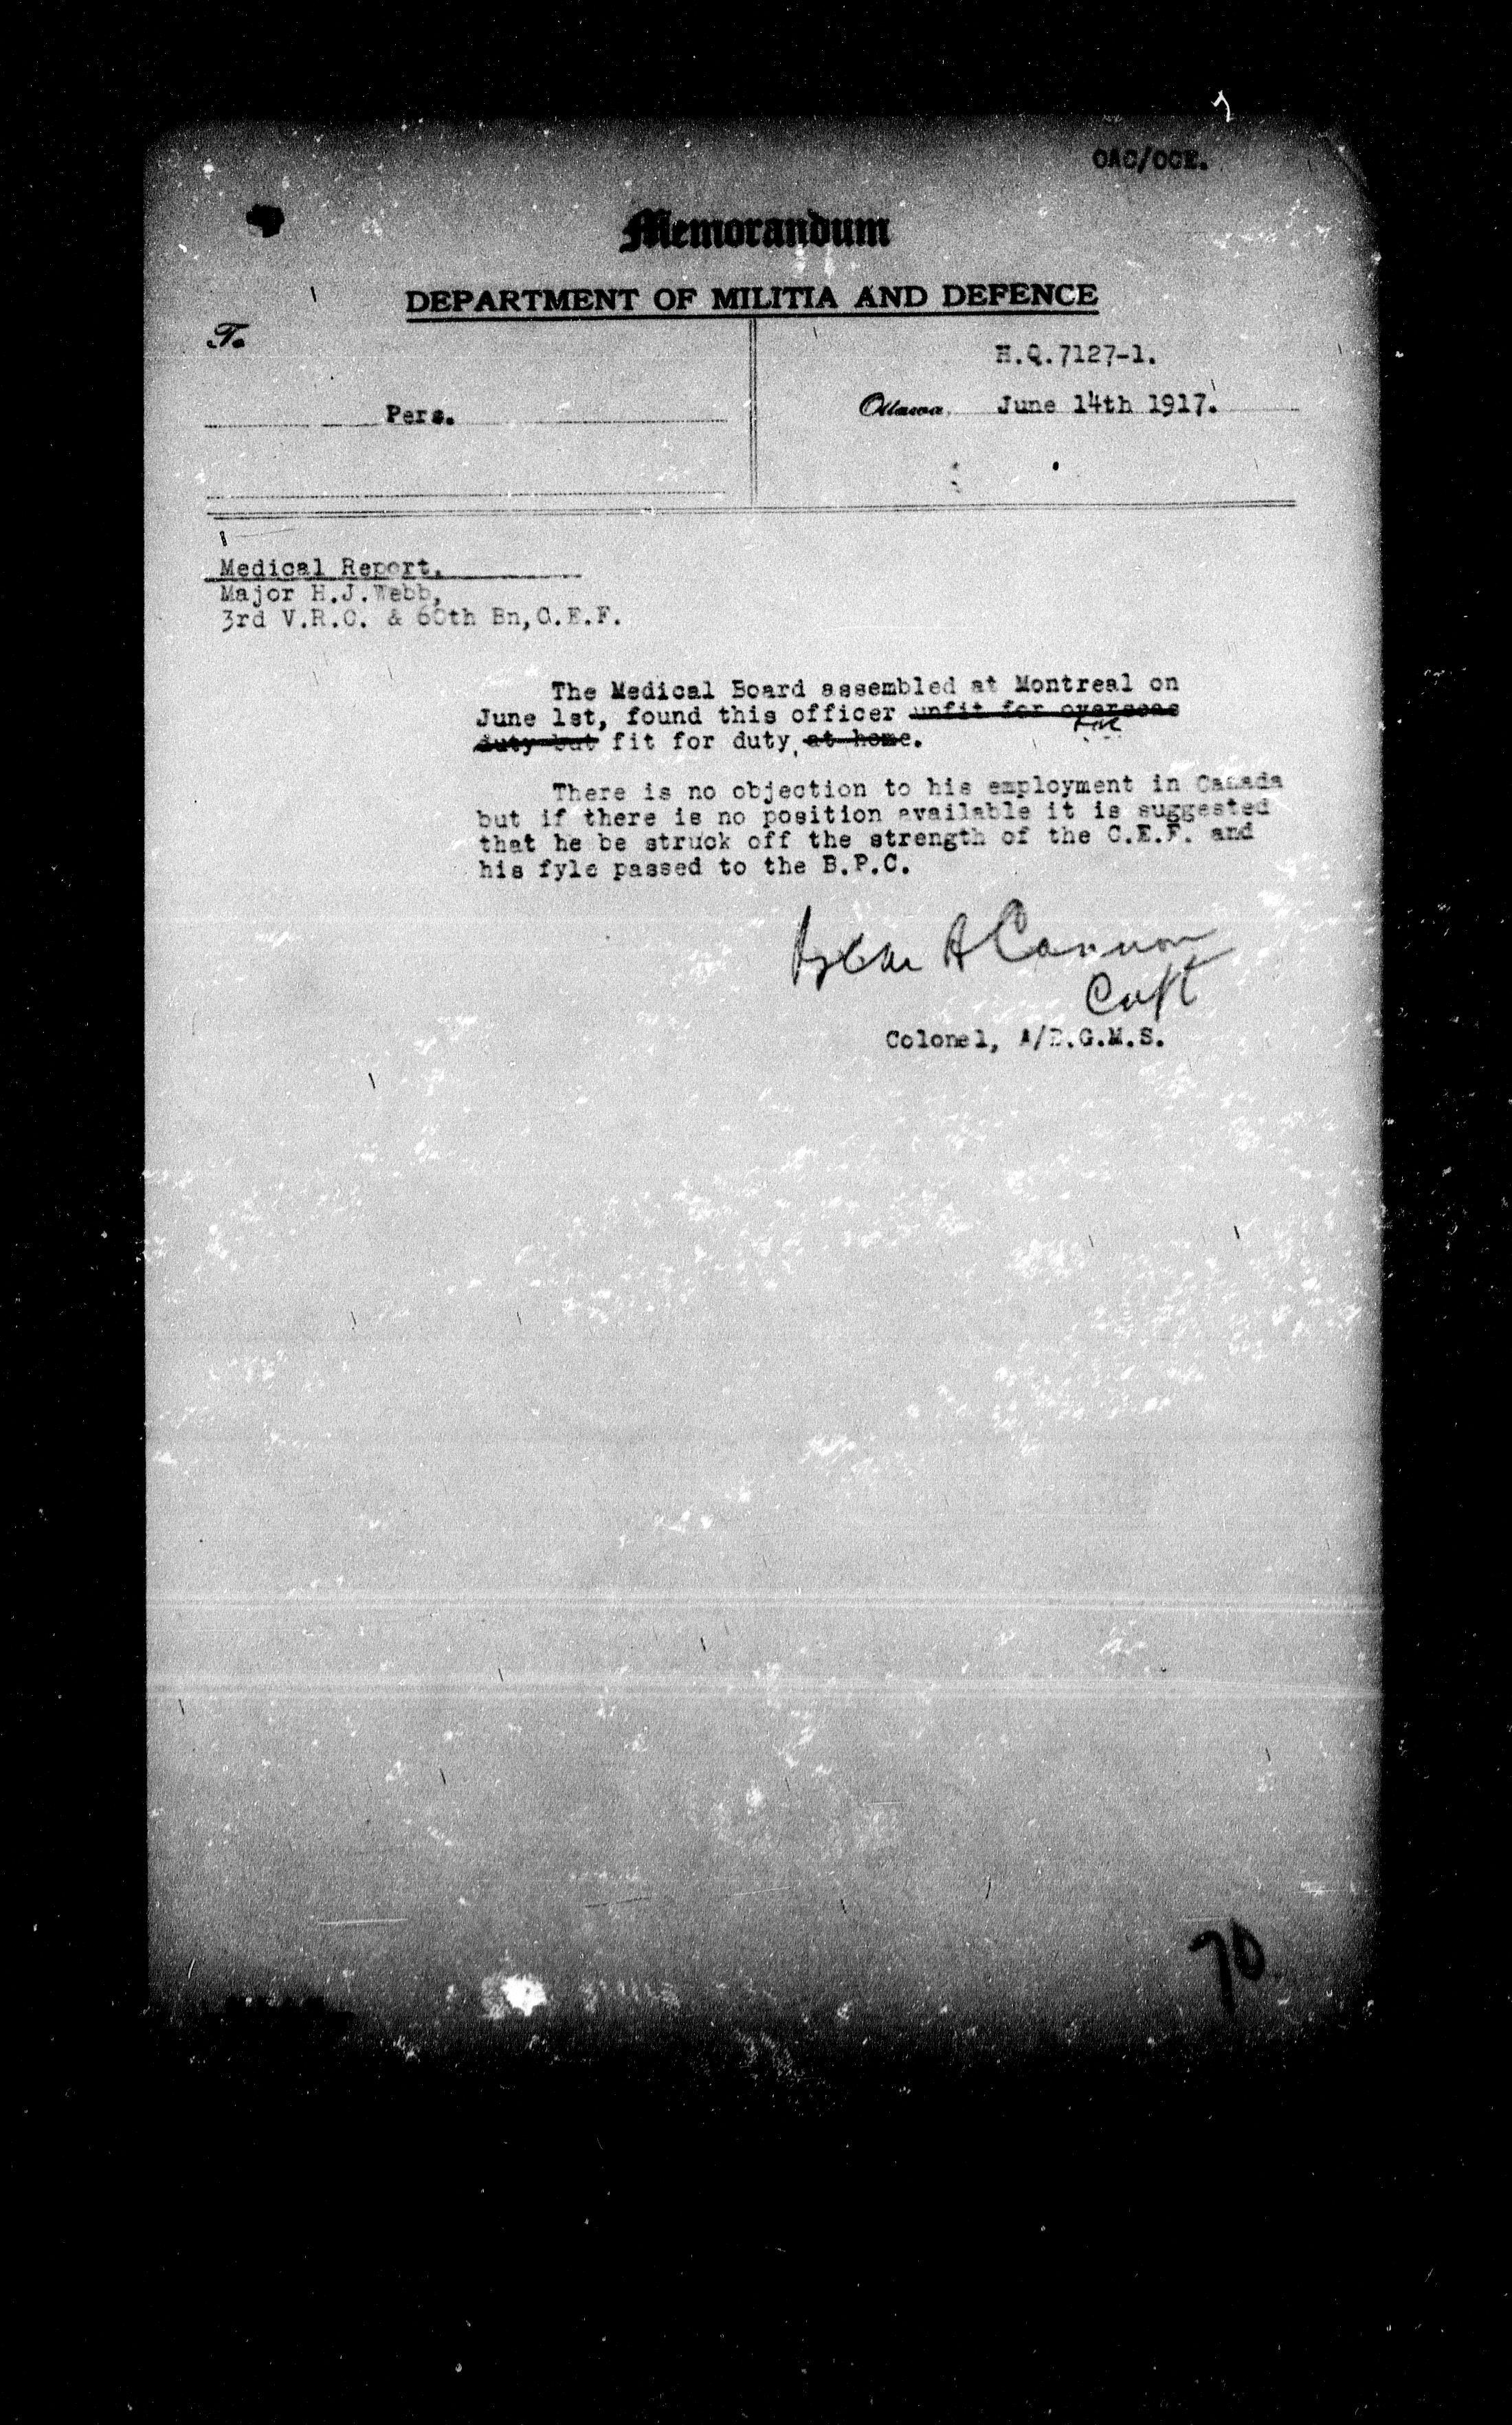 7
OAC/OCE.
Memorandum
DEPARTMENT OF MILITIA AND DEFENCE
To
H.Q.7127-1.
Pers.
Ottawa, June 14th 1917.
Medical Report.
Major H.J.Webb,
3rd V.R.C. & 60th Bn, C.E.F.
The Medical Board assembled at Montreal on
June 1st, found this officer unfit for overseas
duty but fit for duty, at home.
There is no objection to his employment in Canada
but if there is no position available it is suggested
that he be struck off the strength of the C.E.F. and
his fyle passed to the B.P.C.
A Cannon
Capt
Colonel, A/D.G.M.S.
70